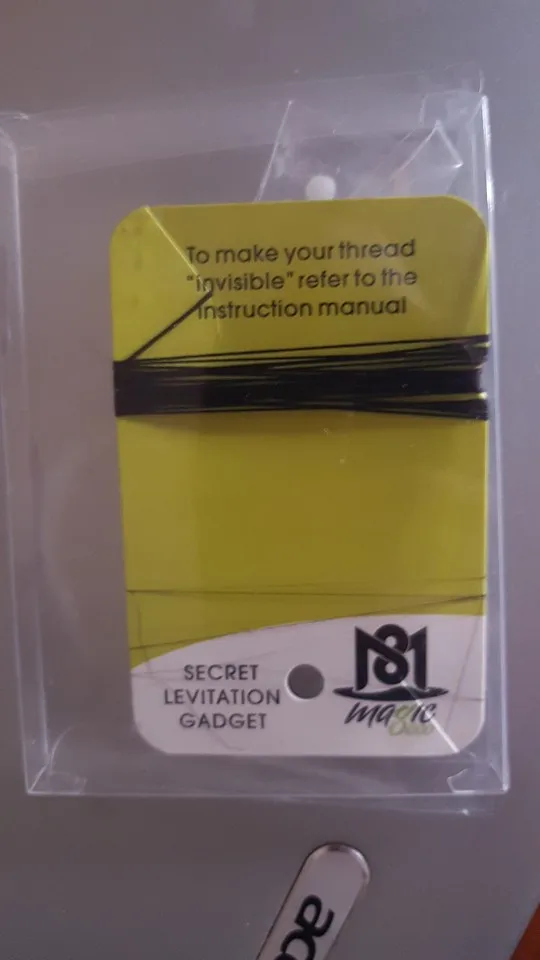 To make your thread
"invisible" refer to the
instruction manual
SECRET
LEVITATION
GADGET
magic